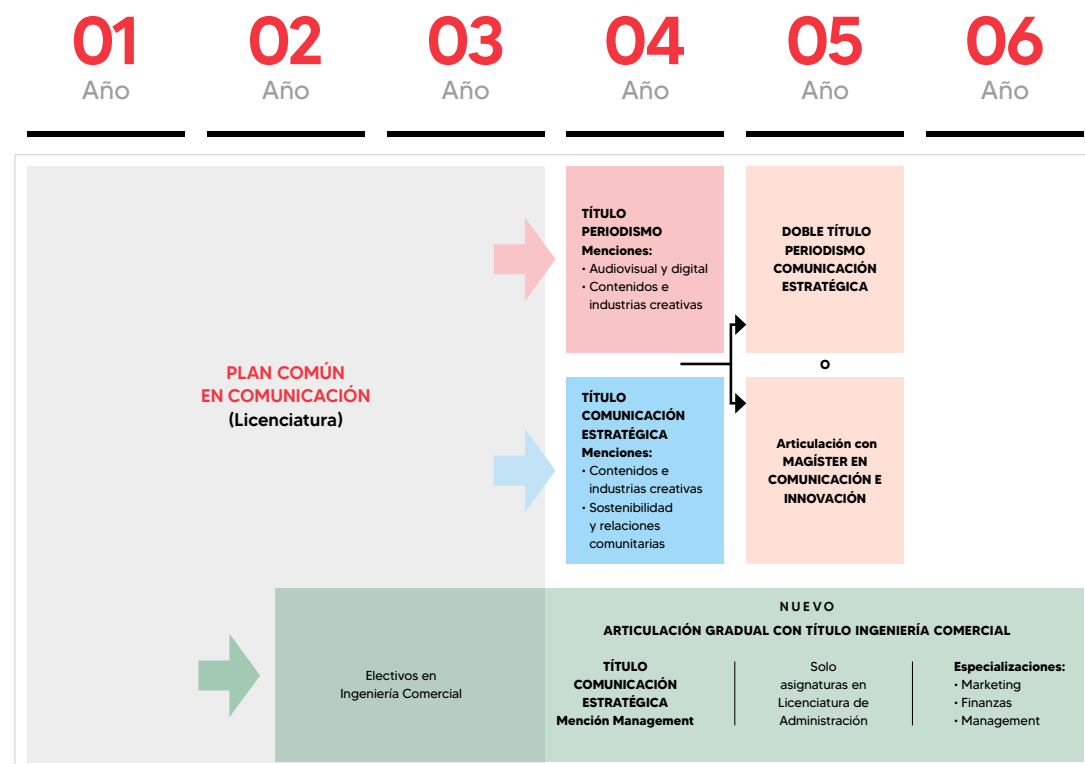 01
Año
02
Año
03
Año
04
Año
05
Año
06
Año
PLAN COMÚN
EN COMUNICACIÓN
(Licenciatura)
TÍTULO
PERIODISMO
Menciones:
• Audiovisual y digital
• Contenidos e
industrias creativas
DOBLE TÍTULO
PERIODISMO
COMUNICACIÓN
ESTRATÉGICA
o
TÍTULO
COMUNICACIÓN
ESTRATÉGICA
Menciones:
• Contenidos e
industrias creativas
• Sostenibilidad
y relaciones
comunitarias
Articulación con
MAGÍSTER EN
COMUNICACIÓN E
INNOVACIÓN
NUEVO
ARTICULACIÓN GRADUAL CON TÍTULO INGENIERÍA COMERCIAL
Electivos en
Ingeniería Comercial
TÍTULO
COMUNICACIÓN
ESTRATÉGICA
Mención Management
Solo
asignaturas en
Licenciatura de
Administración
Especializaciones:
• Marketing
• Finanzas
• Management